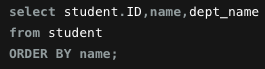 select student.ID,name,dept_name
from student
ORDER BY name;